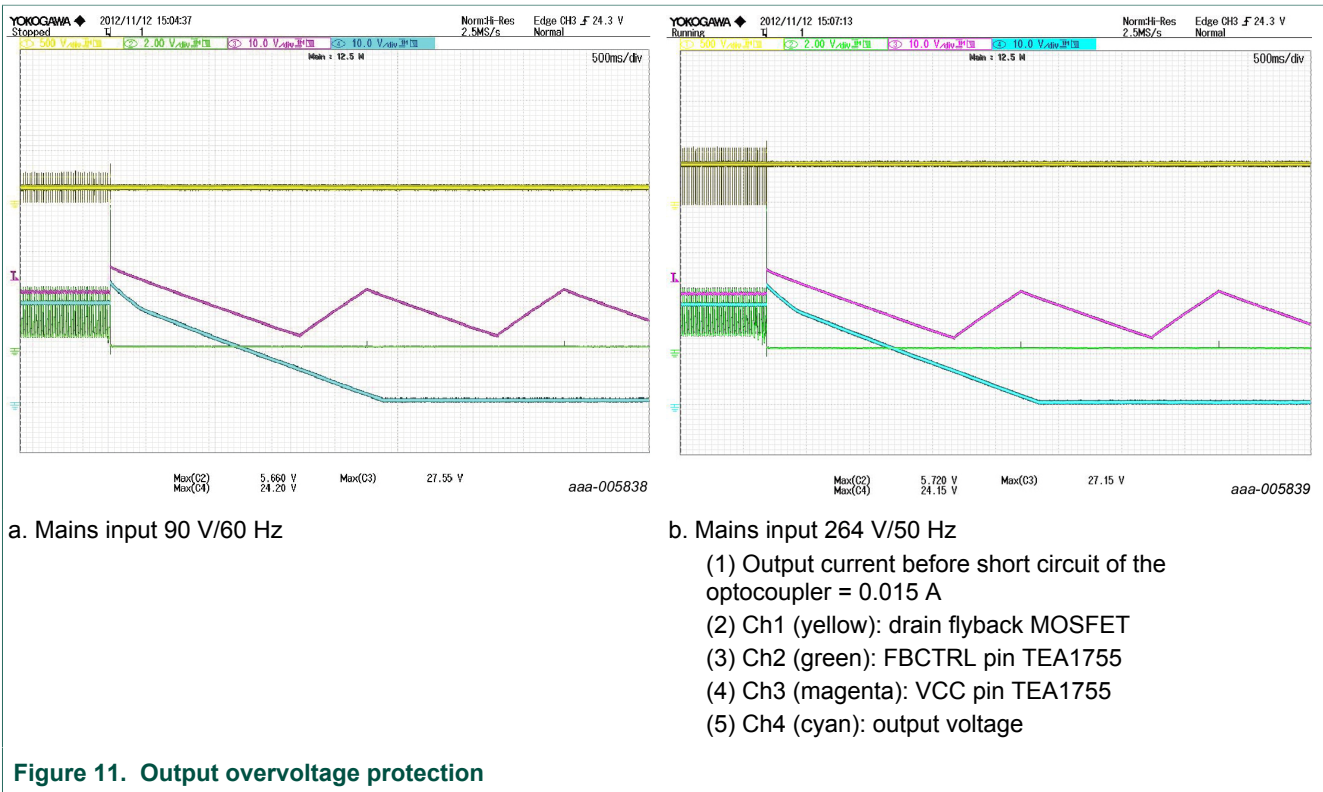 YOKOGAWA ◆ 2012/11/12 15:04:37 Norm:Hi-Res Edge CH3 ⨍ 24.3 V
Stopped 1 2.5MS/s Normal
① 500 V/div ② 2.00 V/div ③ 10.0 V/div ④ 10.0 V/div
Main : 12.5 M 500ms/div
Max(C2) 5.660 V Max(C3) 27.55 V
Max(C4) 24.20 V
aaa-005838
a. Mains input 90 V/60 Hz
YOKOGAWA ◆ 2012/11/12 15:07:13 Norm:Hi-Res Edge CH3 ⨍ 24.3 V
Running 1 2.5MS/s Normal
① 500 V/div ② 2.00 V/div ③ 10.0 V/div ④ 10.0 V/div
Main : 12.5 M 500ms/div
Max(C2) 5.720 V Max(C3) 27.15 V
Max(C4) 24.15 V
aaa-005839
b. Mains input 264 V/50 Hz
(1) Output current before short circuit of the
optocoupler = 0.015 A
(2) Ch1 (yellow): drain flyback MOSFET
(3) Ch2 (green): FBCTRL pin TEA1755
(4) Ch3 (magenta): VCC pin TEA1755
(5) Ch4 (cyan): output voltage
Figure 11. Output overvoltage protection